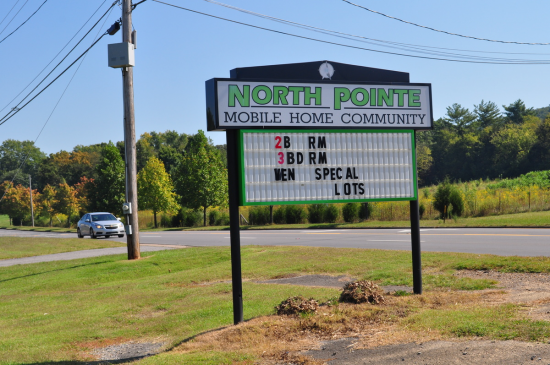 NORTH POINTE
MOBILE HOME COMMUNITY
2B RM
3BD RM
WEN SPECAL
LOTS